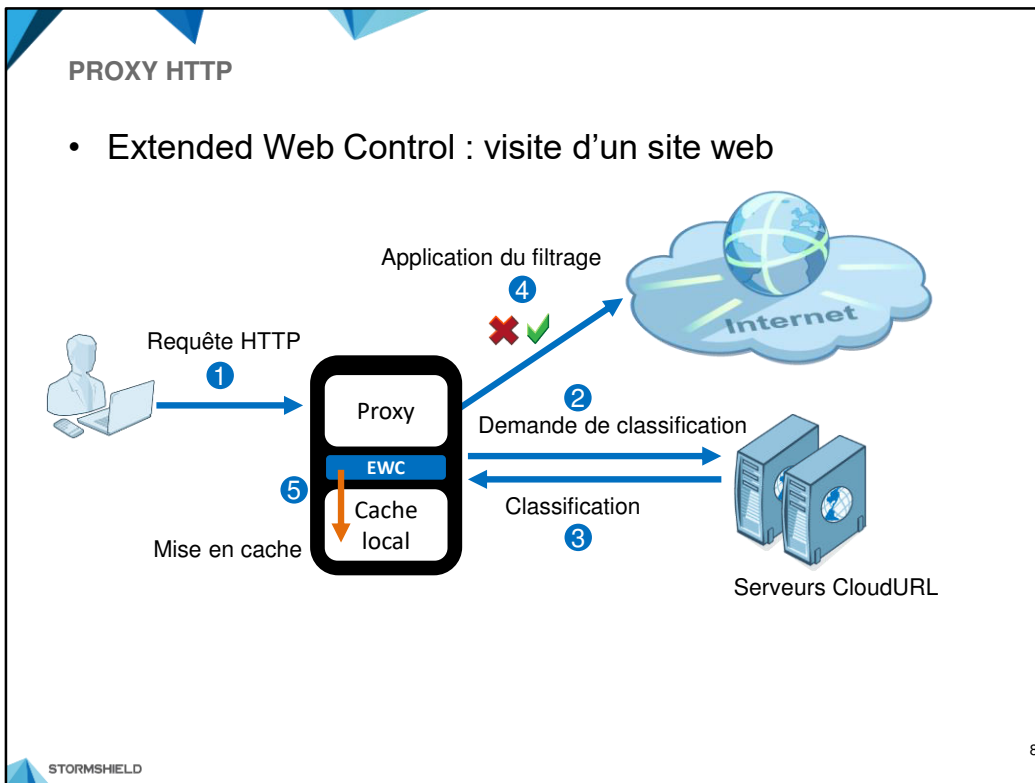 PROXY HTTP
• Extended Web Control : visite d'un site web
Application du filtrage
4
Internet
Requête HTTP
1
Proxy
2
Demande de classification
EWC
5
Cache
local
Classification
3
Mise en cache
Serveurs CloudURL
8
STORMSHIELD